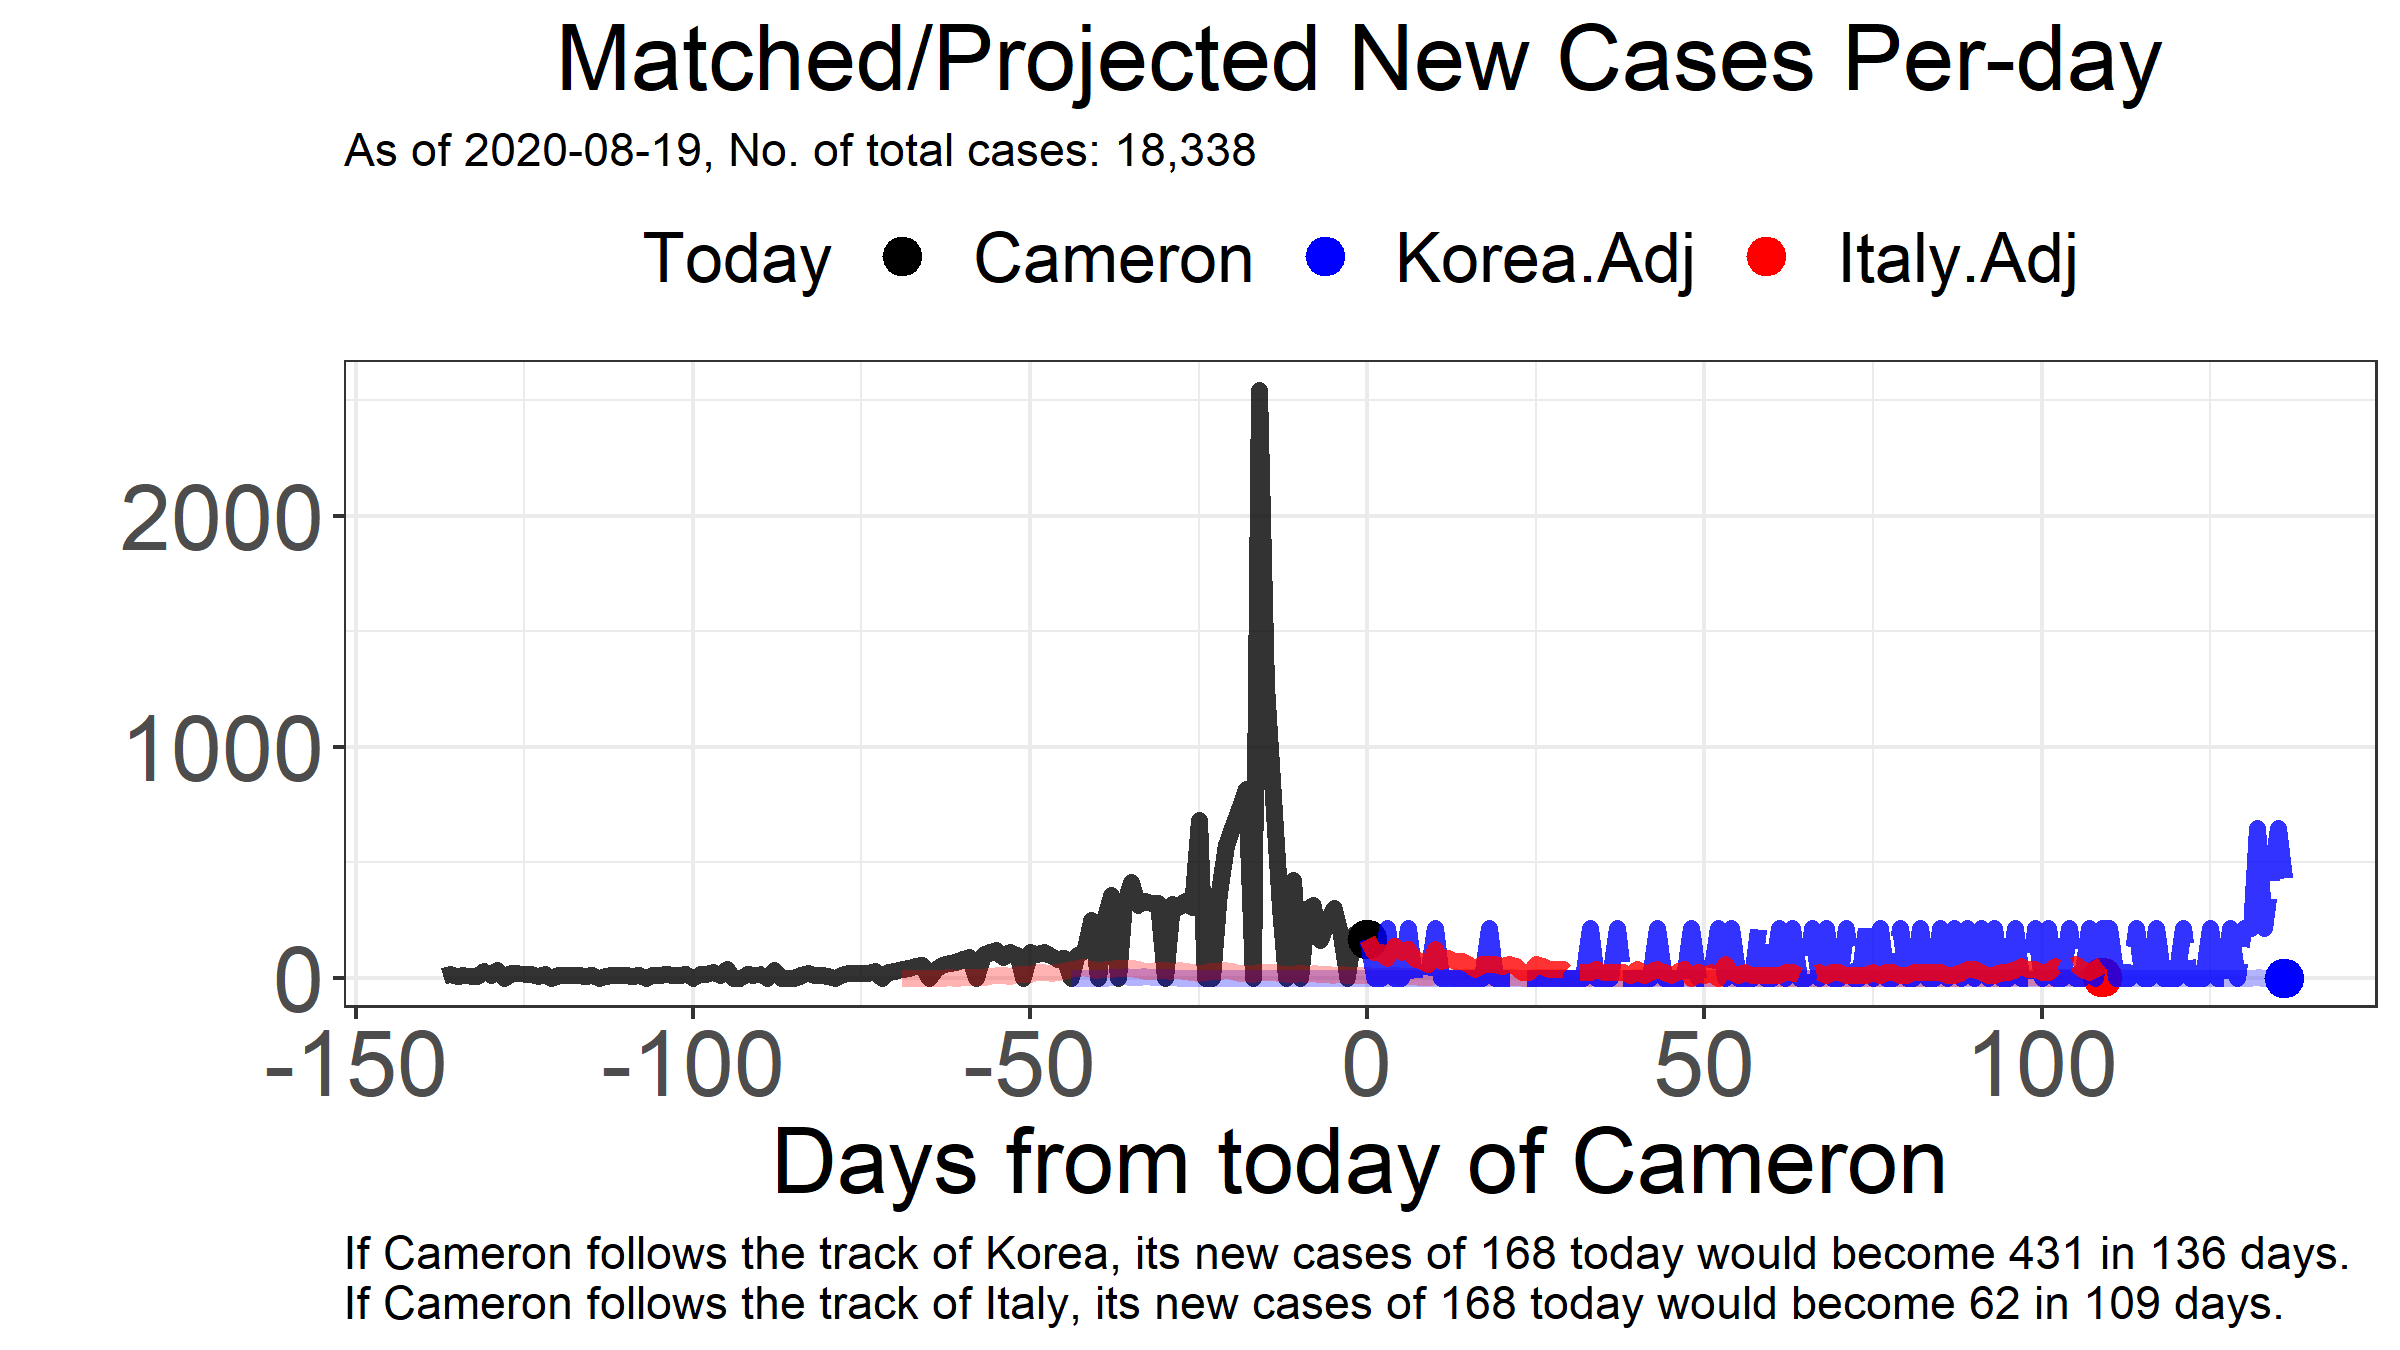 Matched/Projected New Cases Per-day
As of 2020-08-19, No. of total cases: 18,338
Today Cameron Korea.Adj Italy.Adj
2000
1000
0
-150 -100 -50 0 50 100
Days from today of Cameron
If Cameron follows the track of Korea, its new cases of 168 today would become 431 in 136 days.
If Cameron follows the track of Italy, its new cases of 168 today would become 62 in 109 days.